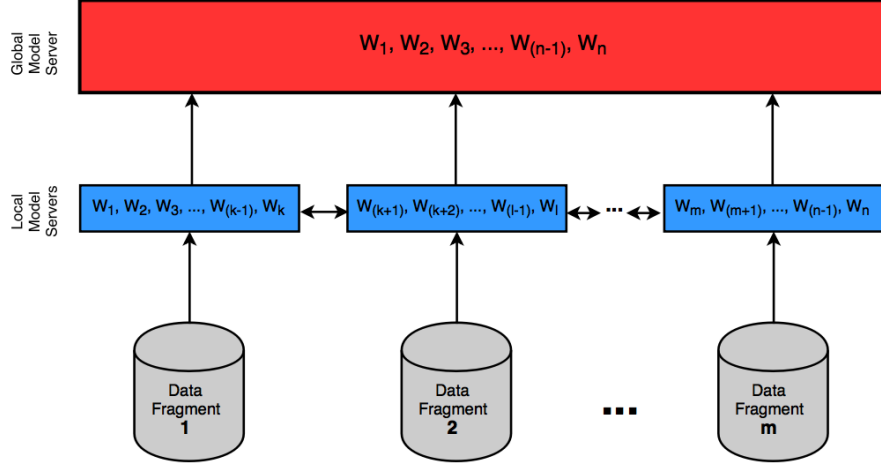 Global
Model
Server
W1, W2, W3, ..., W(n-1), Wn
Local
Model
Servers
W1, W2, W3, ..., W(k-1), Wk
W(k+1), W(k+2), ..., W(l-1), Wl
...
Wm, W(m+1), ..., W(n-1), Wn
Data
Fragment
1
Data
Fragment
2
...
Data
Fragment
m